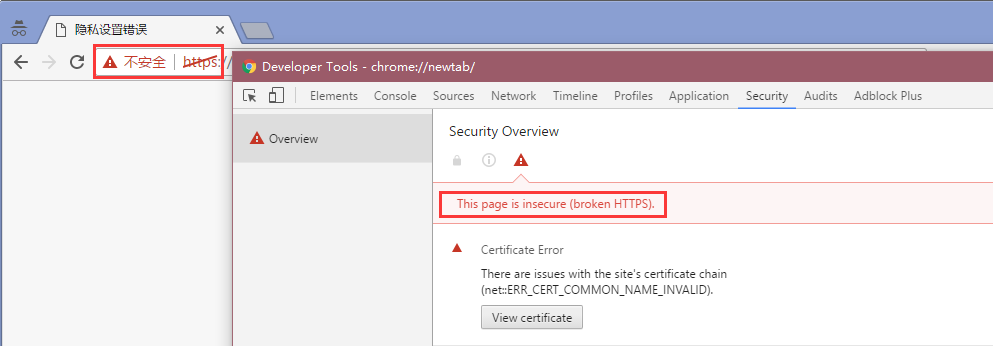 隐私设置错误
不安全 https://
Developer Tools - chrome://newtab/
Elements Console Sources Network Timeline Profiles Application Security Audits Adblock Plus
Overview
Security Overview
This page is insecure (broken HTTPS).
Certificate Error
There are issues with the site's certificate chain
(net::ERR_CERT_COMMON_NAME_INVALID).
View certificate